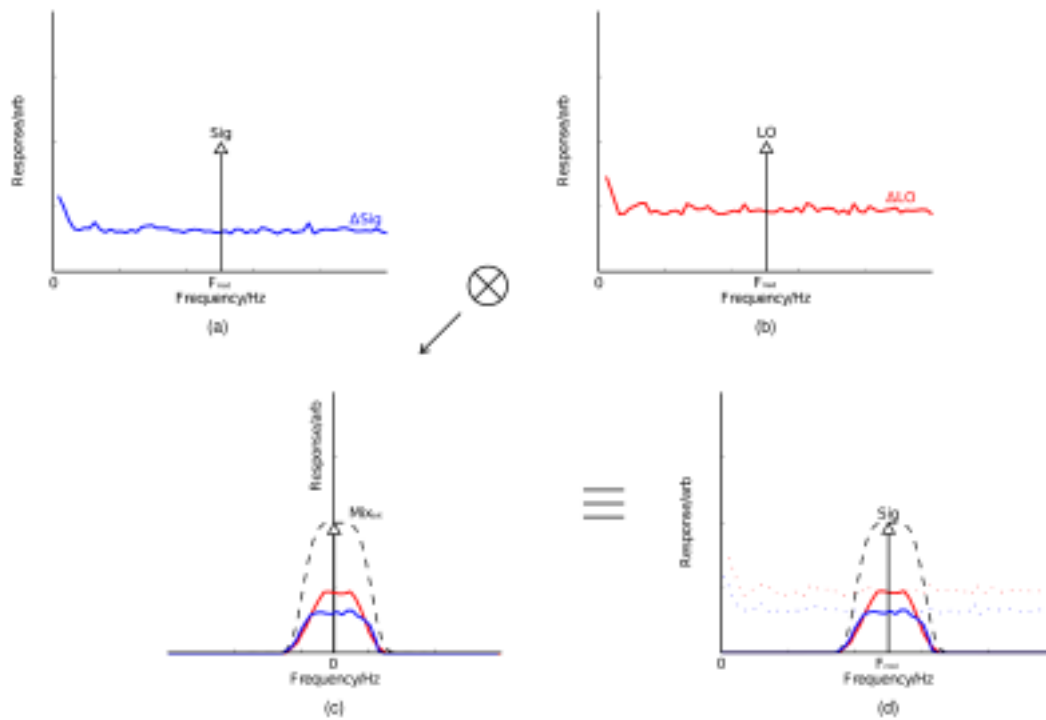 Response/arb
Sig
ΔSig
0
Frequency/Hz
(a)
Response/arb
LO
ΔLO
0
Frequency/Hz
(b)
Response/arb
0
Frequency/Hz
(c)
Response/arb
Sig
0
Frequency/Hz
(d)